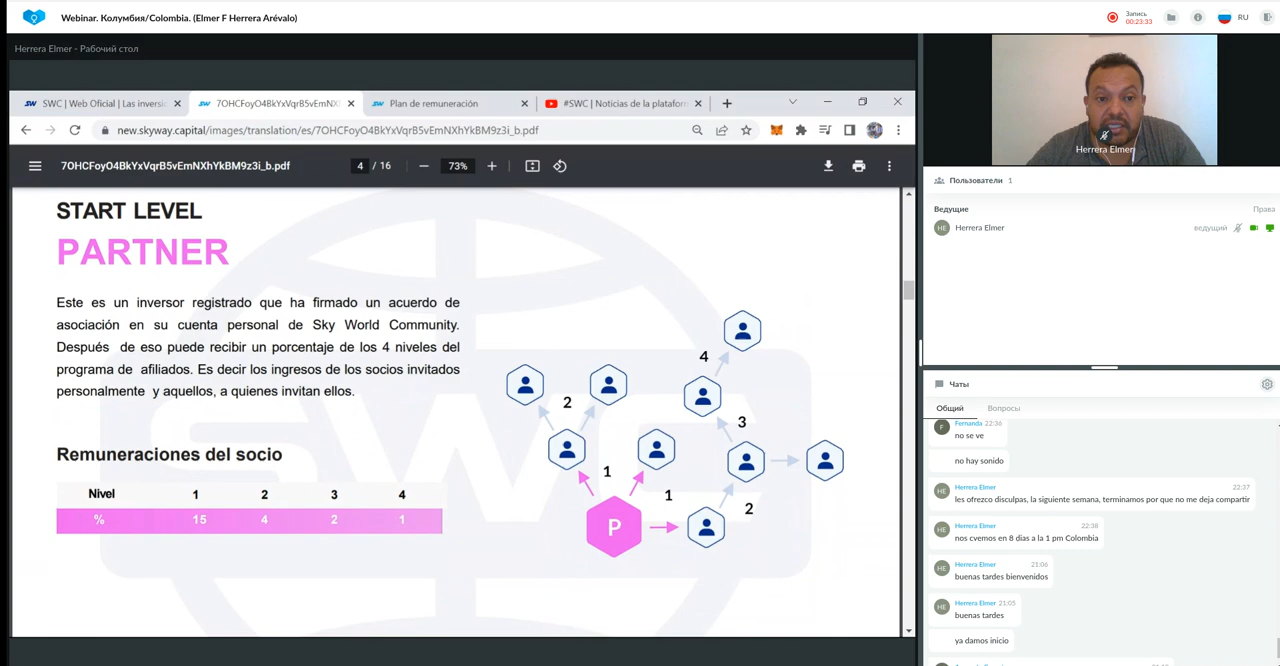 Webinar. Колумбия/Colombia. (Elmer F Herrera Arévalo)
Запись
00:23:33
RU
Herrera Elmer - Рабочий стол
SWC | Web Oficial | Las inversi
7OHCFoyO4BkYxVqrB5vEmNX
Plan de remuneración
#SWC | Noticias de la platafor
new.skyway.capital/images/translation/es/7OHCFoyO4BkYxVqrB5vEmNXhYkBM9z3i_b.pdf
7OHCFoyO4BkYxVqrB5vEmNXhYkBM9z3i_b.pdf
4 / 16
73%
START LEVEL
PARTNER
Este es un inversor registrado que ha firmado un acuerdo de
asociación en su cuenta personal de Sky World Community.
Después de eso puede recibir un porcentaje de los 4 niveles del
programa de afiliados. Es decir los ingresos de los socios invitados
personalmente y aquellos, a quienes invitan ellos.
Remuneraciones del socio
Nivel 1 2 3 4
% 15 4 2 1
4
2
3
1
1
2
P
SWC
Herrera Elmer
Пользователи 1
Ведущие Права
HE Herrera Elmer ведущий
Чаты
Общий Вопросы
F Fernanda 22:36
no se ve
no hay sonido
HE Herrera Elmer 22:37
les ofrezco disculpas, la siguiente semana, terminamos por que no me deja compartir
HE Herrera Elmer 22:38
nos cvemos en 8 dias a la 1 pm Colombia
HE Herrera Elmer 21:06
buenas tardes bienvenidos
HE Herrera Elmer 21:05
buenas tardes
ya damos inicio